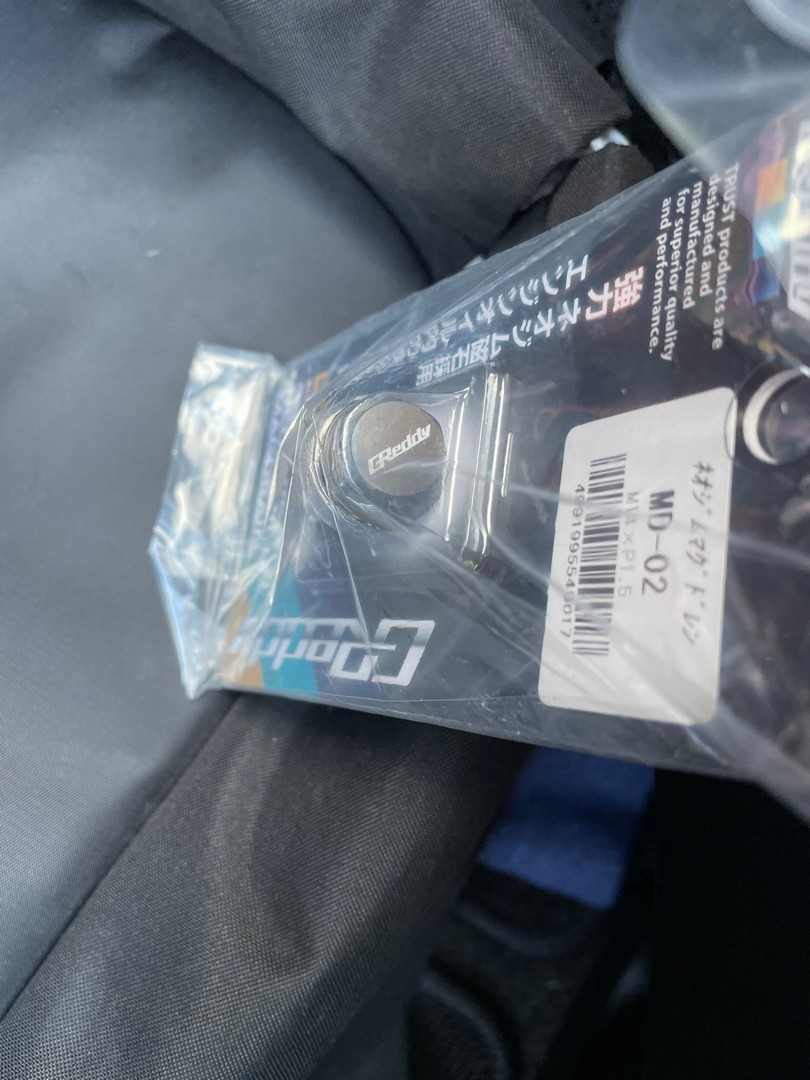 TRUST products are
designed and
manufactured
for superior quality
and performance.
強力ネオジム磁石採用
GReddy
GReddy
ﾈｵｼﾞﾑﾏｸﾞﾄﾞﾚﾝ
MD-02
M14×P1.5